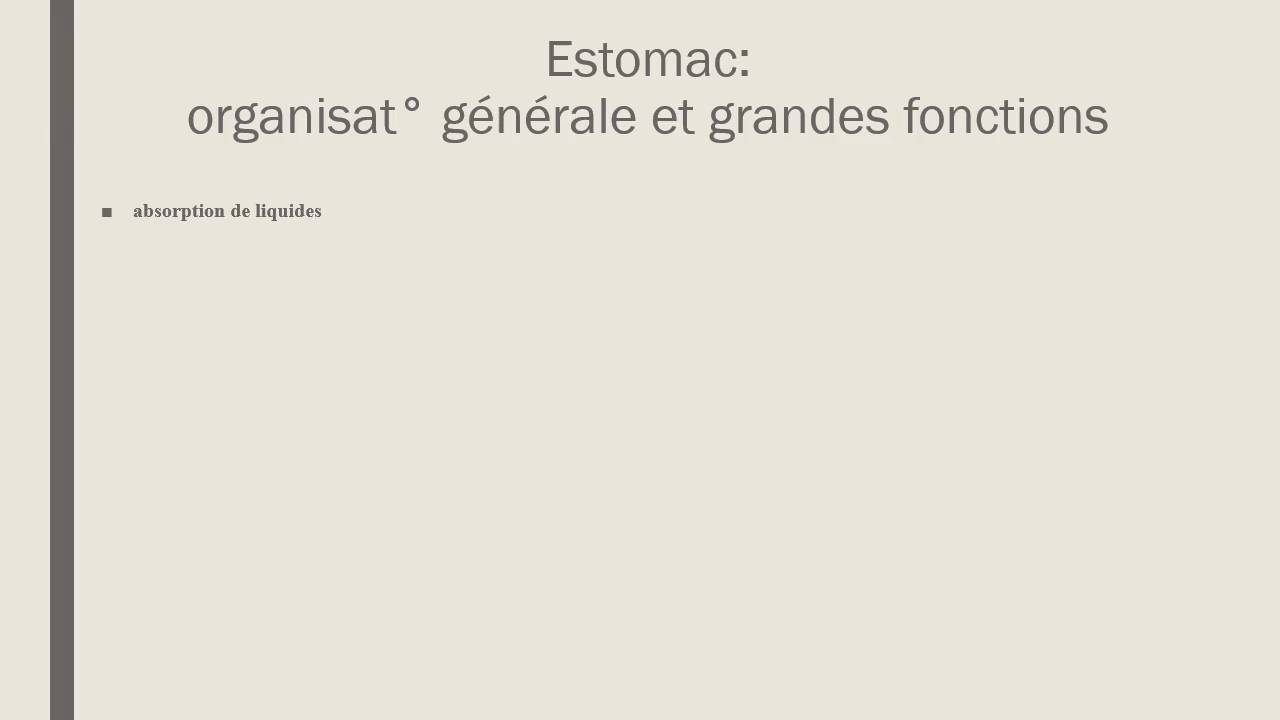 Estomac:
organisat° générale et grandes fonctions
▪ absorption de liquides